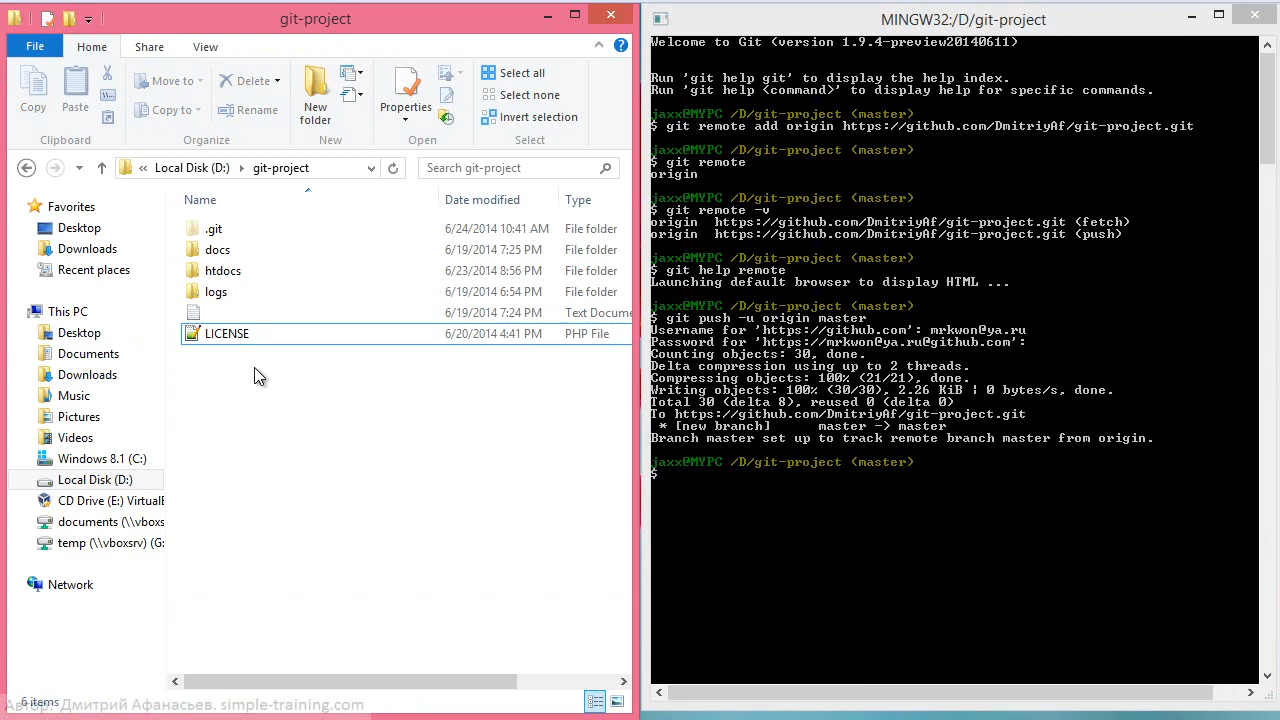 git-project
File
Home
Share
View
Copy
Paste
Clipboard
Move to
Copy to
Delete
Rename
Organize
New
folder
New
Properties
Open
Select all
Select none
Invert selection
Select
«
Local Disk (D:)
git-project
Search git-project
Name
Date modified
Type
.git 6/24/2014 10:41 AM File folder
docs 6/19/2014 7:25 PM File folder
htdocs 6/23/2014 8:56 PM File folder
logs 6/19/2014 6:54 PM File folder
6/19/2014 7:24 PM Text Docume
LICENSE 6/20/2014 4:41 PM PHP File
Favorites
Desktop
Downloads
Recent places
This PC
Desktop
Documents
Downloads
Music
Pictures
Videos
Windows 8.1 (C:)
Local Disk (D:)
CD Drive (E:) Virtual
documents (\\vboxs
temp (\\vboxsrv) (G:
Network
6 items
Автор: Дмитрий Афанасьев. simple-training.com
MINGW32:/D/git-project
Welcome to Git (version 1.9.4-preview20140611)
Run 'git help git' to display the help index.
Run 'git help <command>' to display help for specific commands.
jaxx@MYPC /D/git-project (master)
$ git remote add origin https://github.com/DmitriyAf/git-project.git
jaxx@MYPC /D/git-project (master)
$ git remote
origin
jaxx@MYPC /D/git-project (master)
$ git remote -v
origin https://github.com/DmitriyAf/git-project.git (fetch)
origin https://github.com/DmitriyAf/git-project.git (push)
jaxx@MYPC /D/git-project (master)
$ git help remote
Launching default browser to display HTML ...
jaxx@MYPC /D/git-project (master)
$ git push -u origin master
Username for 'https://github.com': mrkwon@ya.ru
Password for 'https://mrkwon@ya.ru@github.com':
Counting objects: 30, done.
Delta compression using up to 2 threads.
Compressing objects: 100% (21/21), done.
Writing objects: 100% (30/30), 2.26 KiB | 0 bytes/s, done.
Total 30 (delta 8), reused 0 (delta 0)
To https://github.com/DmitriyAf/git-project.git
* [new branch] master -> master
Branch master set up to track remote branch master from origin.
jaxx@MYPC /D/git-project (master)
$